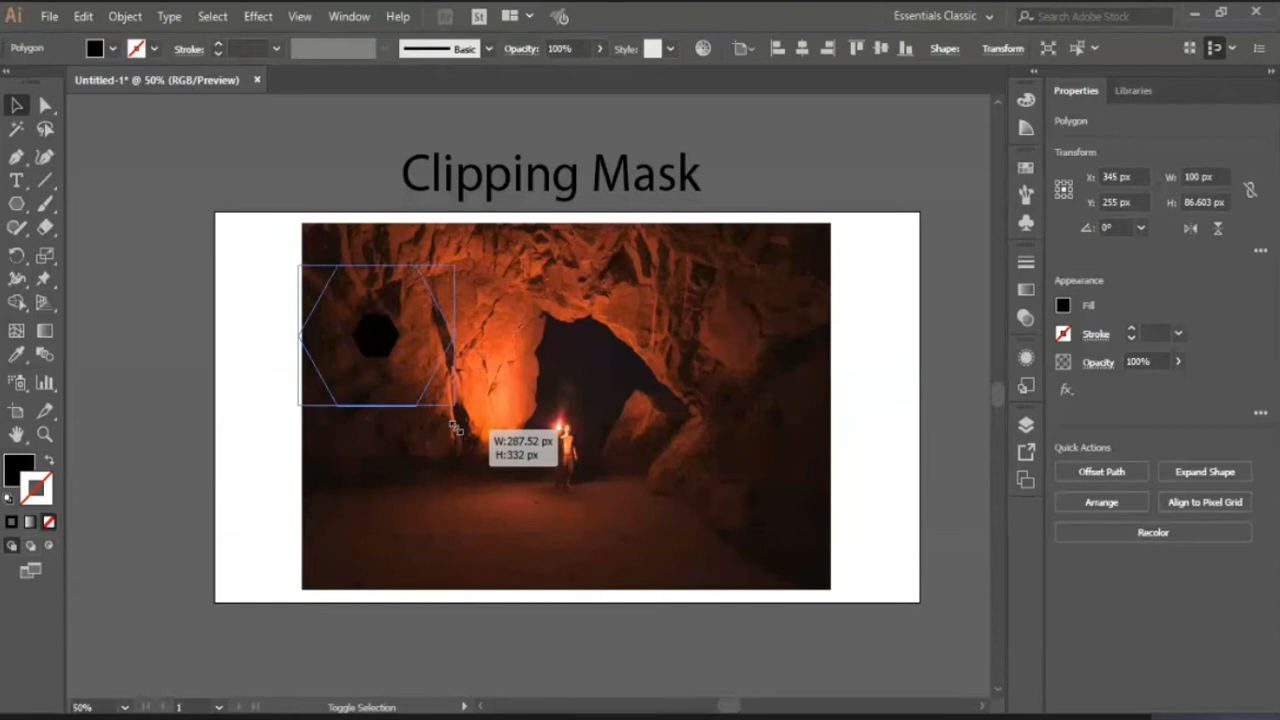 Ai File Edit Object Type Select Effect View Window Help Br St Essentials Classic Search Adobe Stock
Polygon Stroke: Basic Opacity: 100% Style: Shape: Transform
Untitled-1* @ 50% (RGB/Preview) ×
Properties Libraries
Polygon
Transform
X: 345 px W: 100 px
Y: 255 px H: 86.603 px
0°
Appearance
Fill
Stroke
Opacity 100%
fx.
Quick Actions
Offset Path Expand Shape
Arrange Align to Pixel Grid
Recolor
Clipping Mask
W:287.52 px
H:332 px
50% 1 Toggle Selection